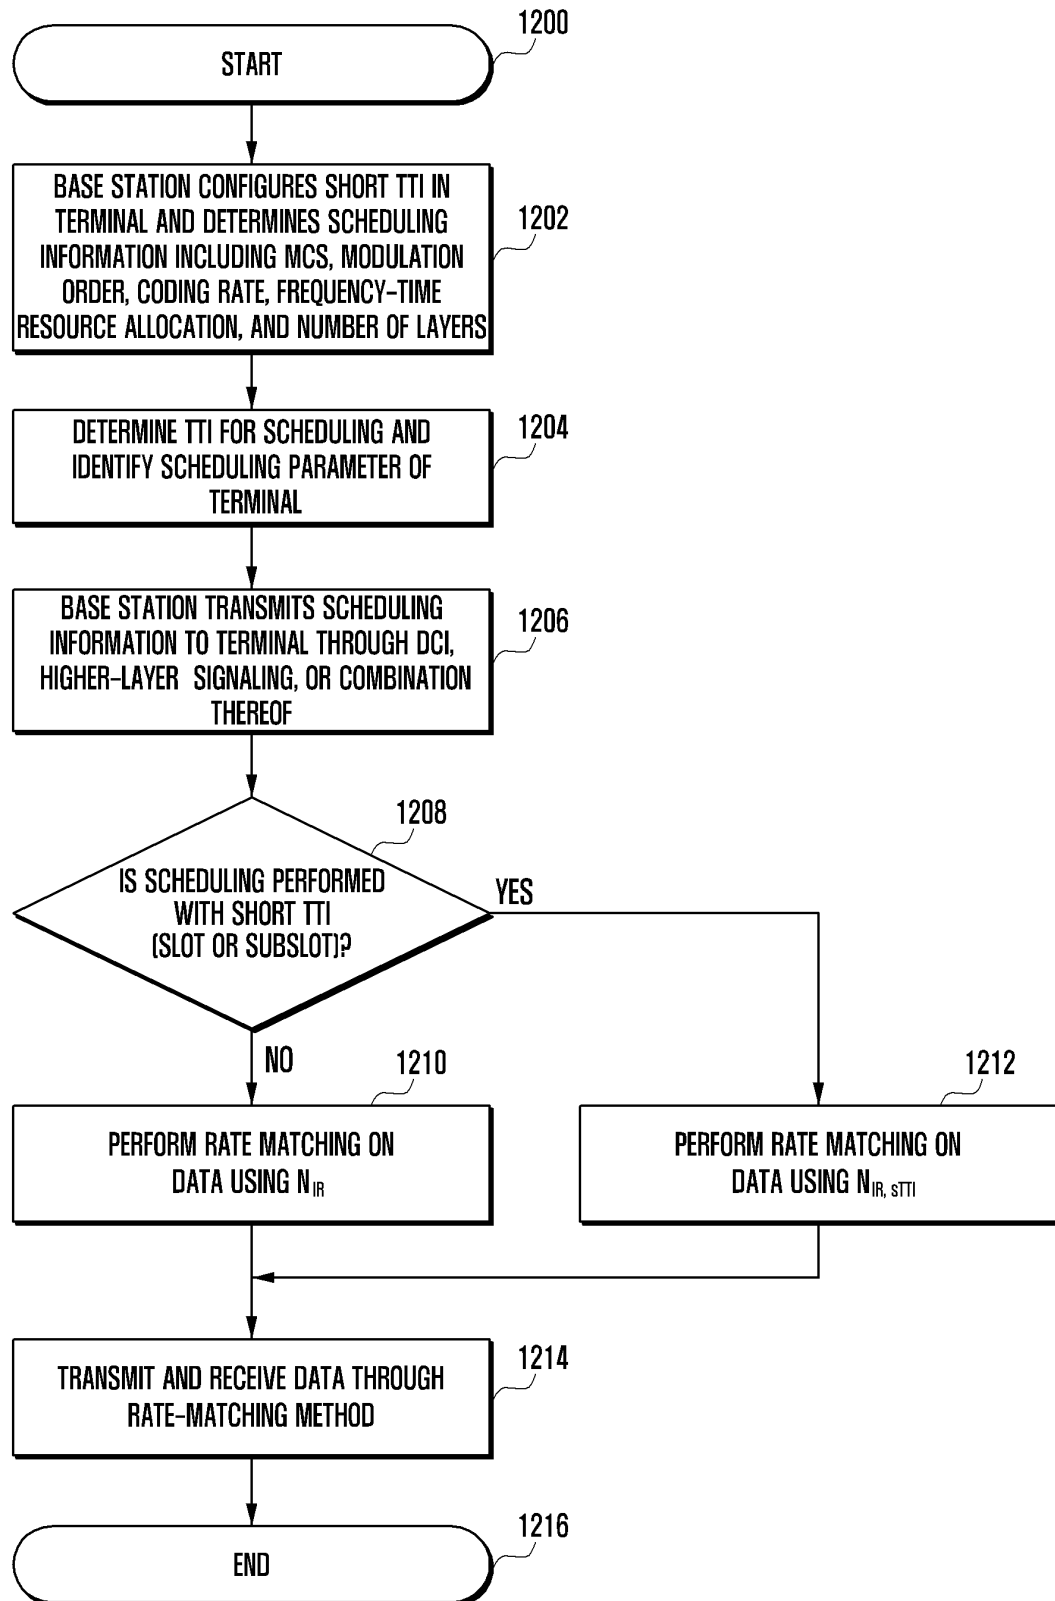 1200
START
BASE STATION CONFIGURES SHORT TTI IN
TERMINAL AND DETERMINES SCHEDULING
INFORMATION INCLUDING MCS, MODULATION
ORDER, CODING RATE, FREQUENCY-TIME
RESOURCE ALLOCATION, AND NUMBER OF LAYERS
1202
DETERMINE TTI FOR SCHEDULING AND
IDENTIFY SCHEDULING PARAMETER OF
TERMINAL
1204
BASE STATION TRANSMITS SCHEDULING
INFORMATION TO TERMINAL THROUGH DCI,
HIGHER-LAYER SIGNALING, OR COMBINATION
THEREOF
1206
1208
IS SCHEDULING PERFORMED
WITH SHORT TTI
(SLOT OR SUBSLOT)?
YES
NO
1210
PERFORM RATE MATCHING ON
DATA USING N_IR
1212
PERFORM RATE MATCHING ON
DATA USING N_IR, sTTI
TRANSMIT AND RECEIVE DATA THROUGH
RATE-MATCHING METHOD
1214
1216
END